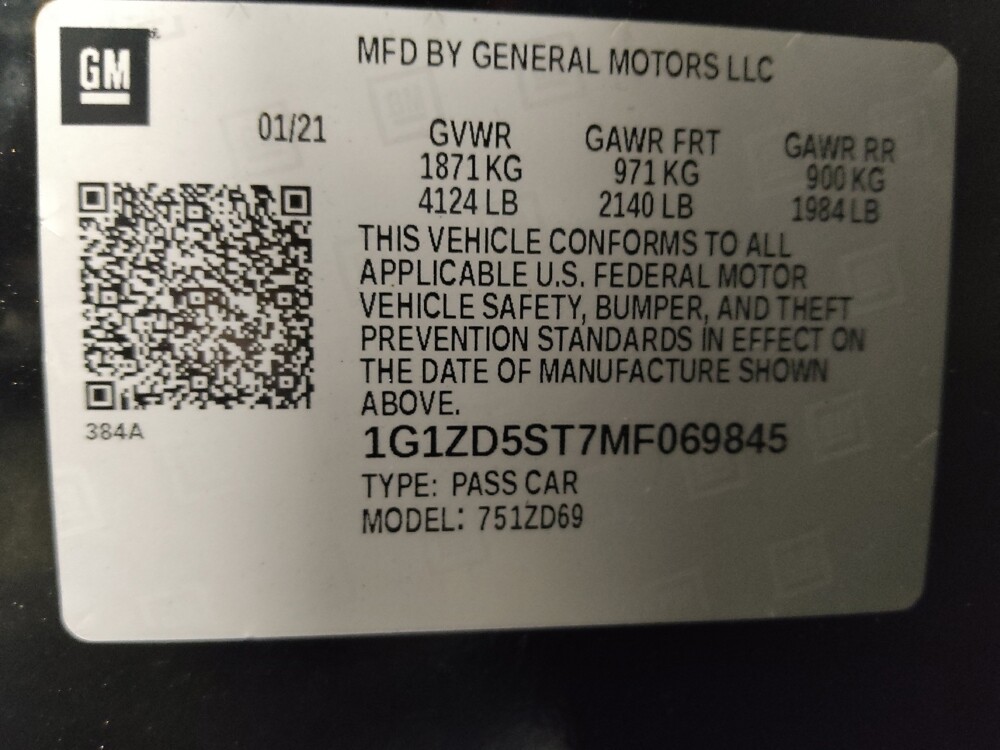 GM
MFD BY GENERAL MOTORS LLC
01/21
GVWR GAWR FRT GAWR RR
1871 KG 971 KG 900 KG
4124 LB 2140 LB 1984 LB
THIS VEHICLE CONFORMS TO ALL
APPLICABLE U.S. FEDERAL MOTOR
VEHICLE SAFETY, BUMPER, AND THEFT
PREVENTION STANDARDS IN EFFECT ON
THE DATE OF MANUFACTURE SHOWN
ABOVE.
384A
1G1ZD5ST7MF069845
TYPE: PASS CAR
MODEL: 751ZD69